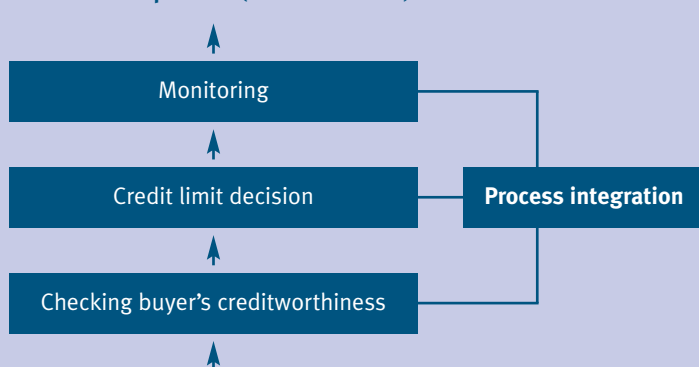 Monitoring
Credit limit decision
Process integration
Checking buyer’s creditworthiness